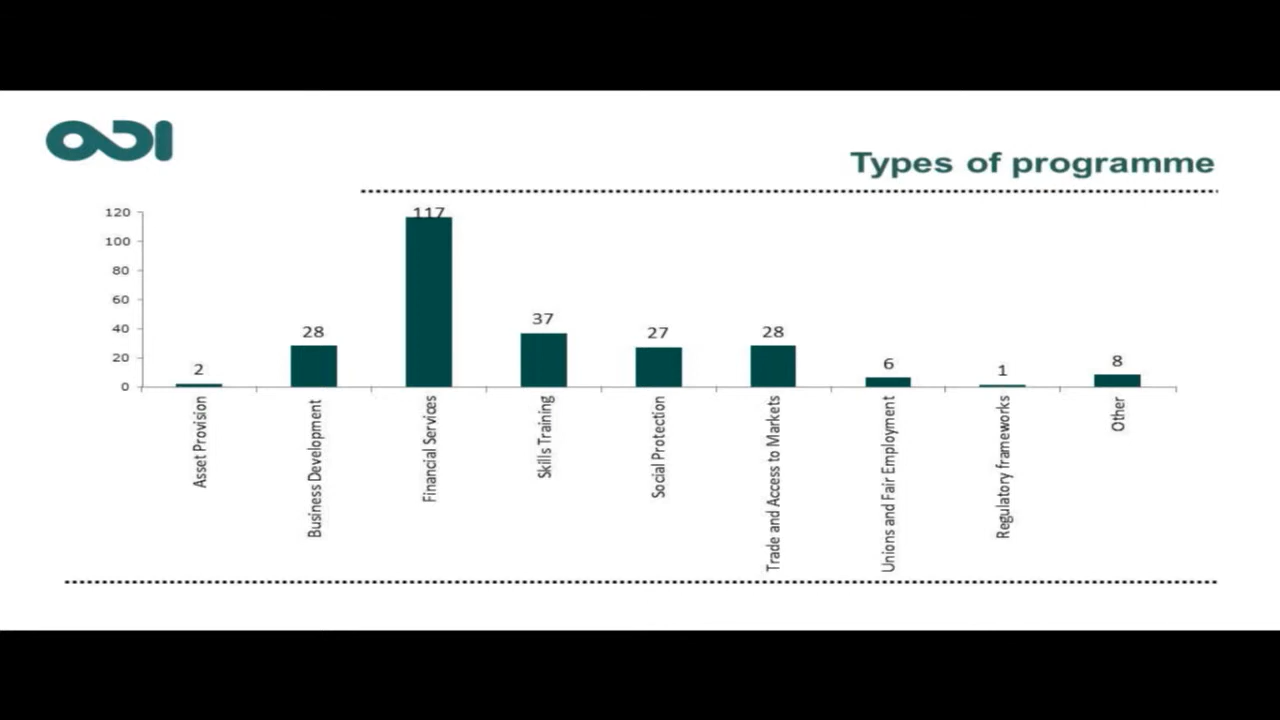 ODI
Types of programme
120
100
80
60
40
20
0
2
28
117
37
27
28
6
1
8
Asset Provision
Business Development
Financial Services
Skills Training
Social Protection
Trade and Access to Markets
Unions and Fair Employment
Regulatory frameworks
Other